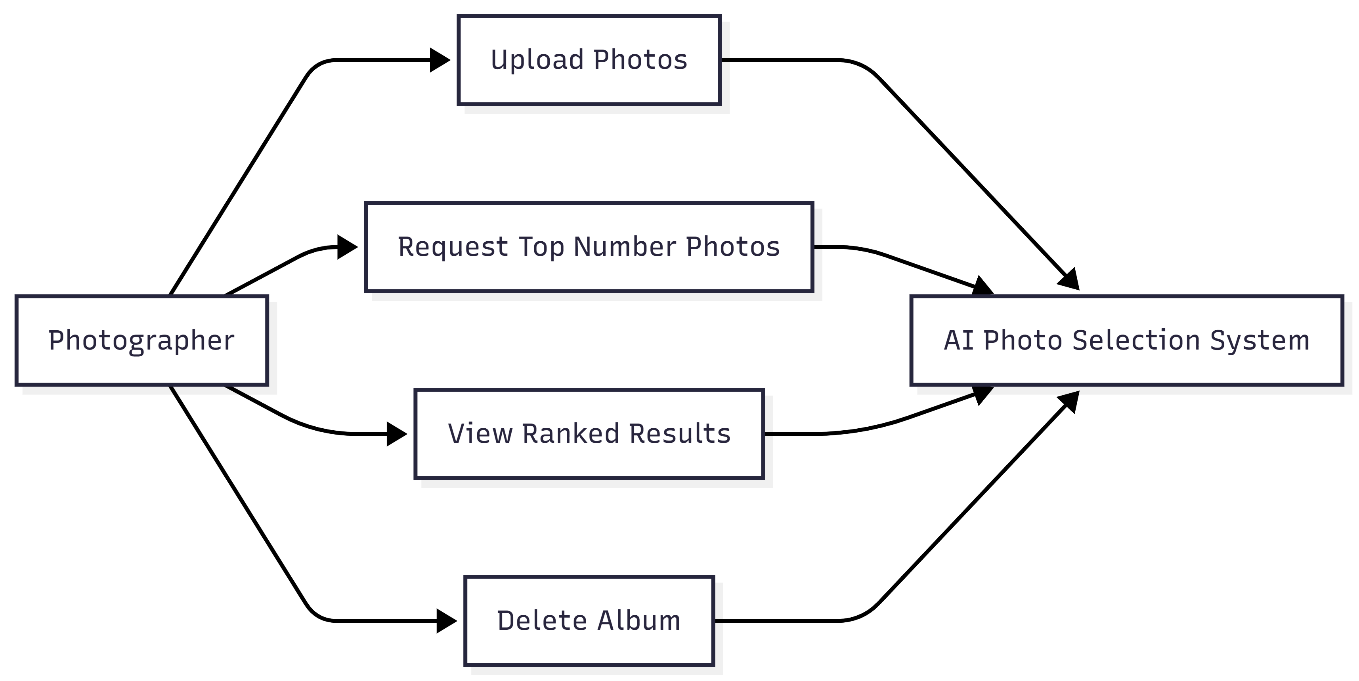 Upload Photos
Request Top Number Photos
Photographer
AI Photo Selection System
View Ranked Results
Delete Album